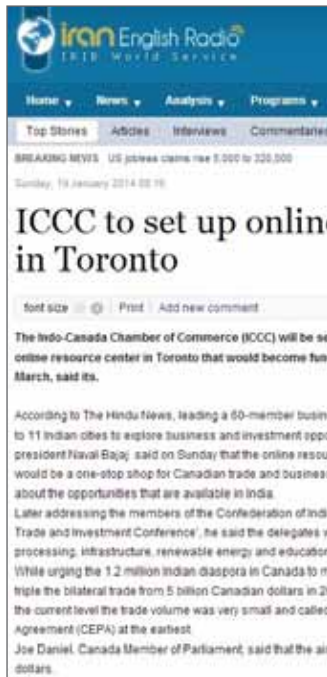 iran English Radio
IRIB World Service
Home News Analysis Programs
Top Stories Articles Interviews Commentaries
BREAKING NEWS US jobless claims rise 5,000 to 320,000
Sunday, 19 January 2014
ICCC to set up online
in Toronto
font size Print Add new comment
The Indo-Canada Chamber of Commerce (ICCC) will be se
online resource center in Toronto that would become fun
March, said its.
According to The Hindu News, leading a 60-member busin
to 11 Indian cities to explore business and investment oppo
president Naval Bajaj, said on Sunday that the online resou
would be a one-stop shop for Canadian trade and busines
about the opportunities that are available in India.
Later addressing the members of the Confederation of Indi
Trade and Investment Conference', he said the delegates w
processing, infrastructure, renewable energy and education
While urging the 1.2 million Indian diaspora in Canada to m
triple the bilateral trade from 5 billion Canadian dollars in 2
the current level the trade volume was very small and called
Agreement (CEPA) at the earliest.
Joe Daniel, Canada Member of Parliament, said that the ai
dollars.